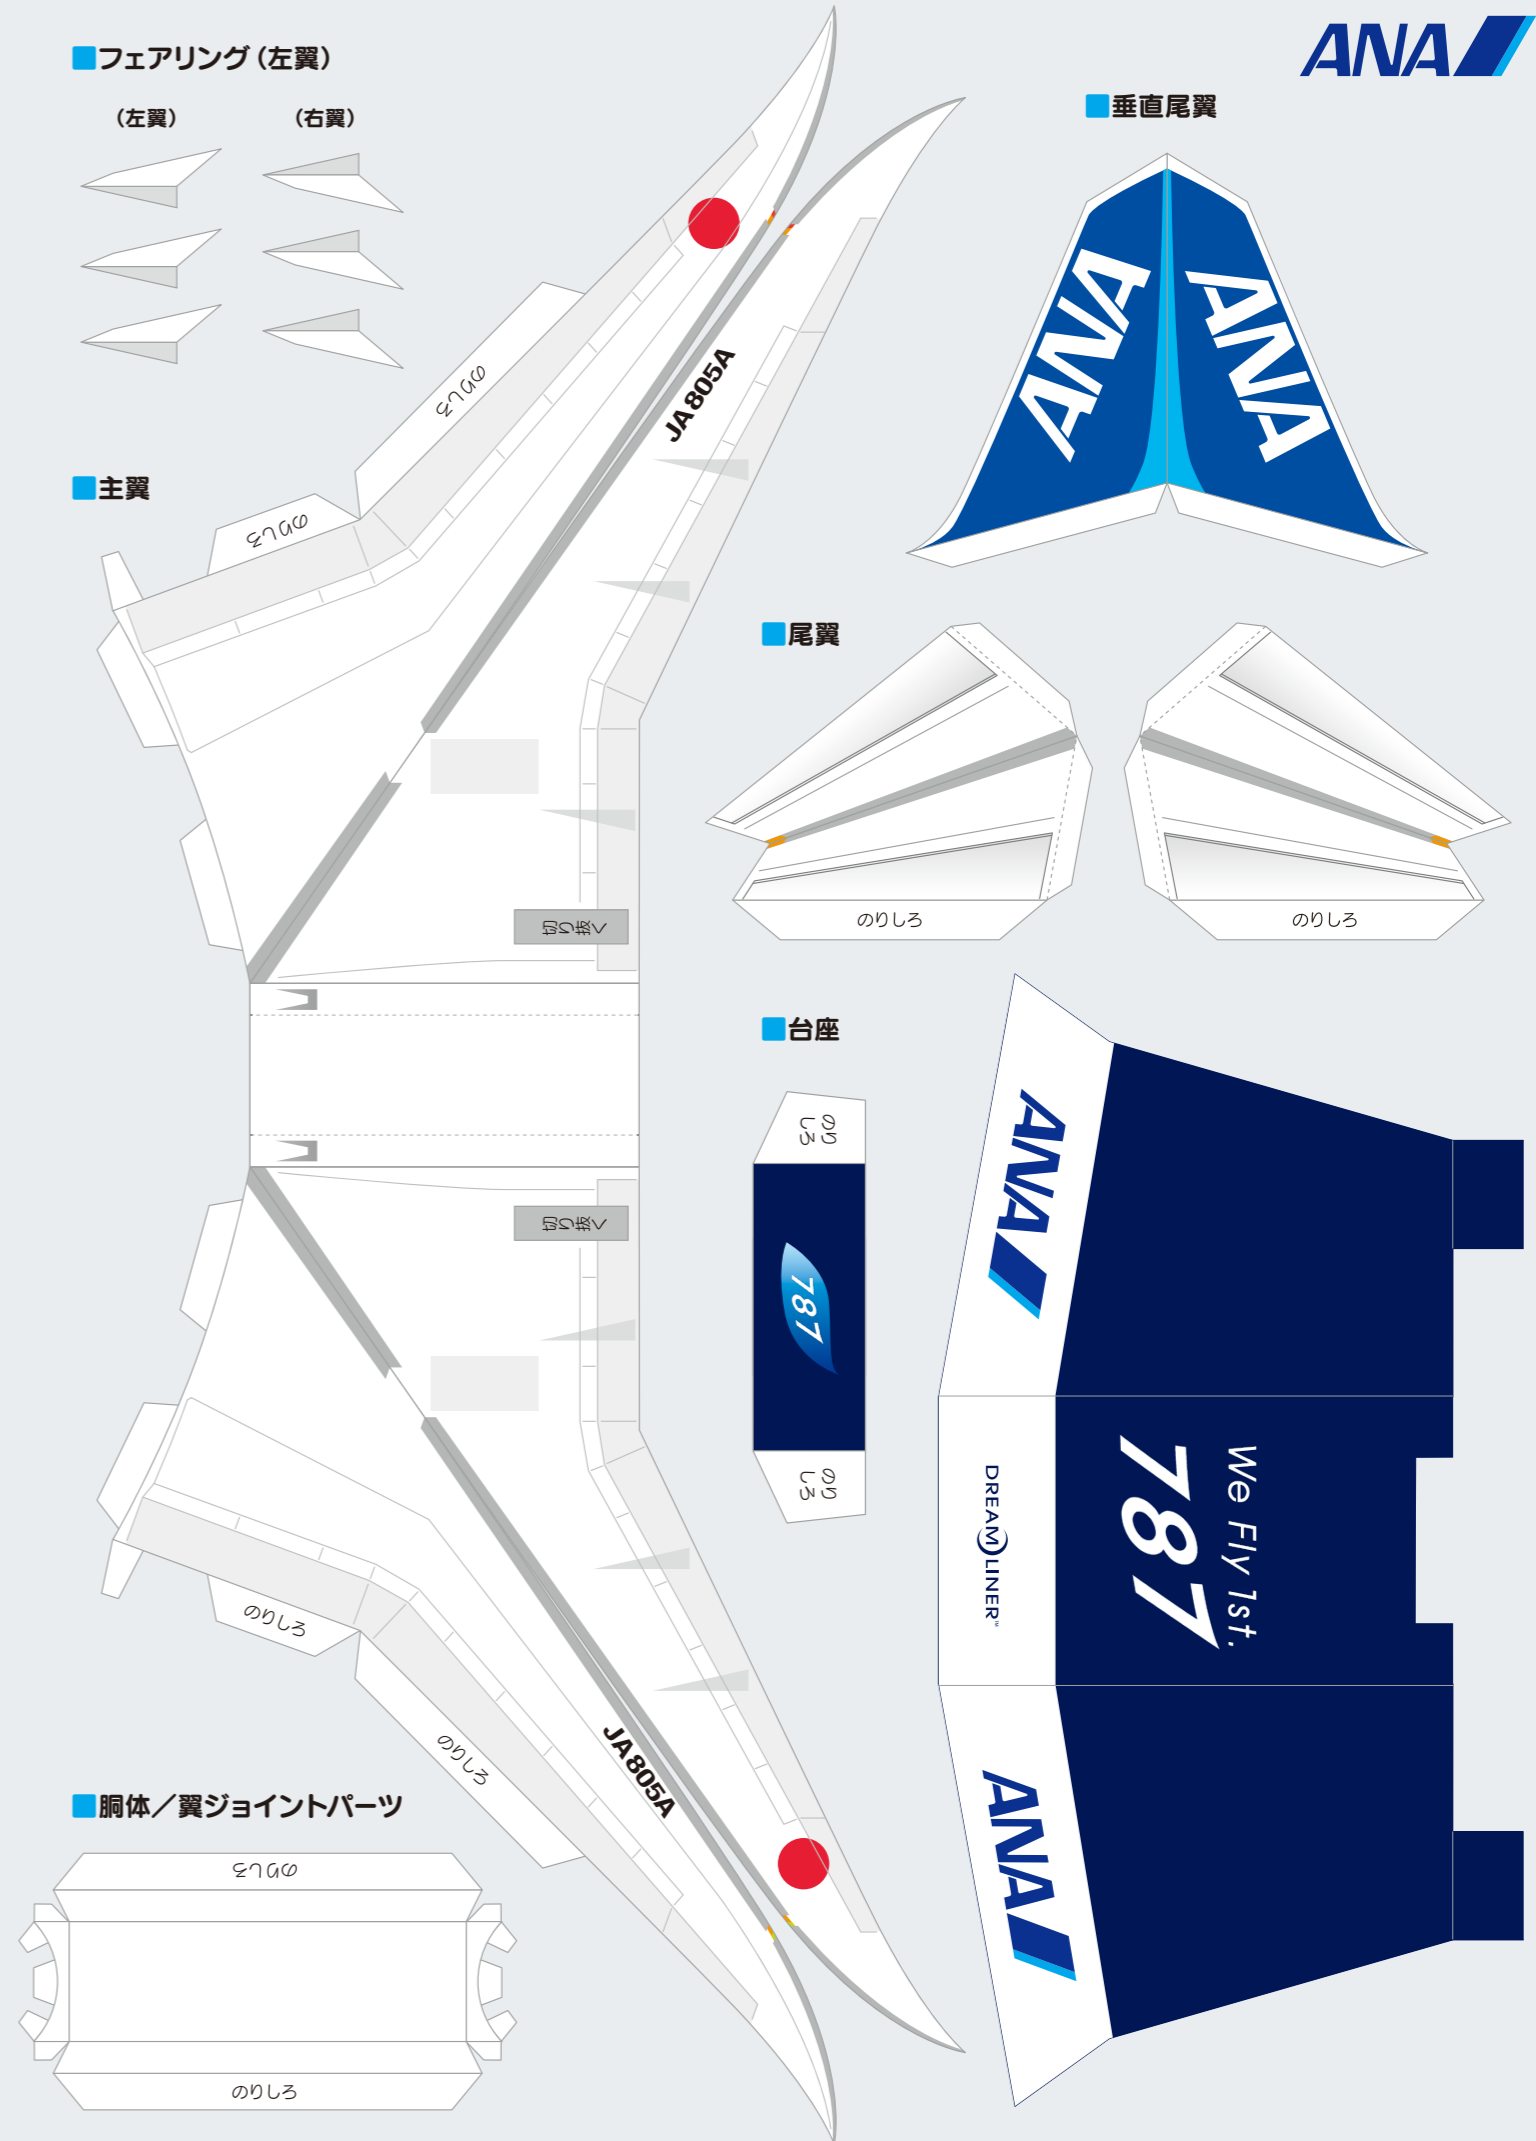 フェアリング（左翼）
（左翼）
（右翼）
ANA
垂直尾翼
ANA
ANA
のりしろ
JA805A
主翼
のりしろ
尾翼
のりしろ
のりしろ
切り抜く
台座
のり
しろ
ANA
切り抜く
787
DREAMLINER™
We Fly 1st.
787
のり
しろ
のりしろ
のりしろ
JA805A
ANA
胴体／翼ジョイントパーツ
のりしろ
のりしろ